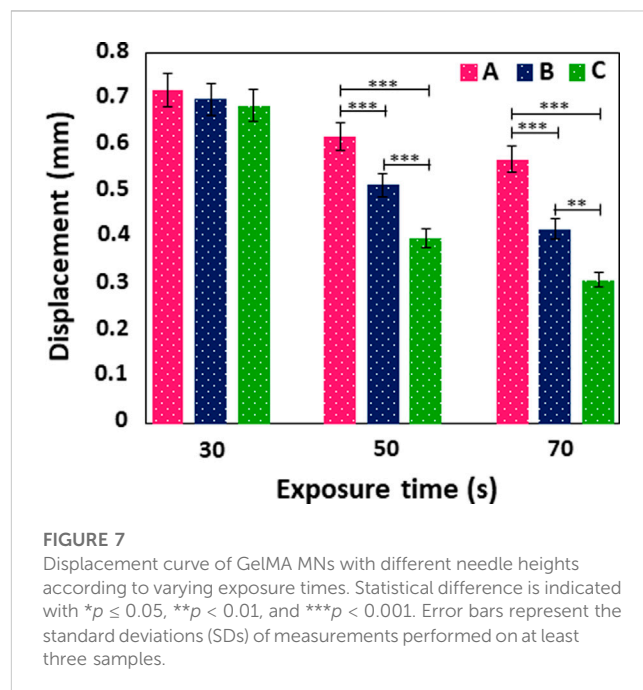 0.8
A B C
0.7
0.6
0.5
0.4
0.3
0.2
0.1
0
Displacement (mm)
***
***
***
***
***
**
30 50 70
Exposure time (s)
FIGURE 7
Displacement curve of GelMA MNs with different needle heights
according to varying exposure times. Statistical difference is indicated
with *p ≤ 0.05, **p < 0.01, and ***p < 0.001. Error bars represent the
standard deviations (SDs) of measurements performed on at least
three samples.